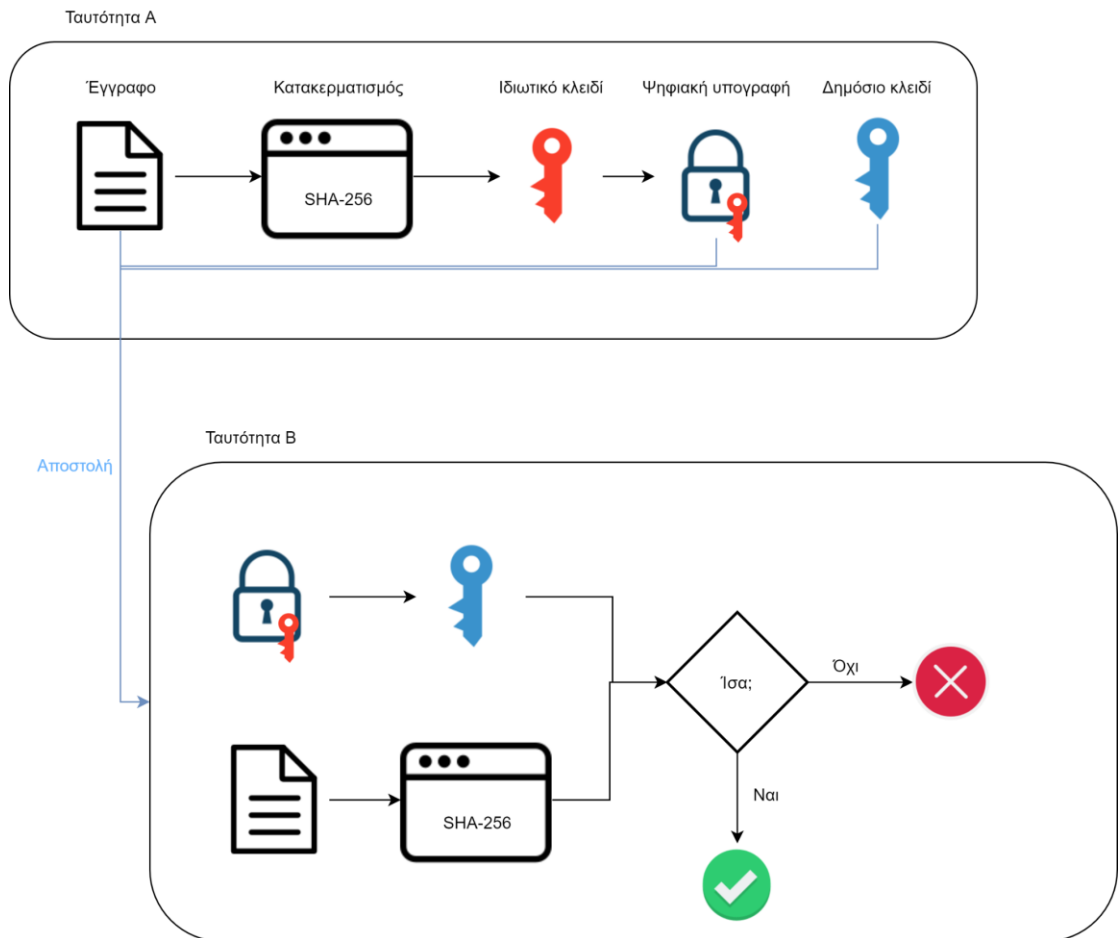 Ταυτότητα Α
Έγγραφο
Κατακερματισμός
Ιδιωτικό κλειδί
Ψηφιακή υπογραφή
Δημόσιο κλειδί
SHA-256
Ταυτότητα Β
Αποστολή
Ίσα;
Όχι
Ναι
SHA-256